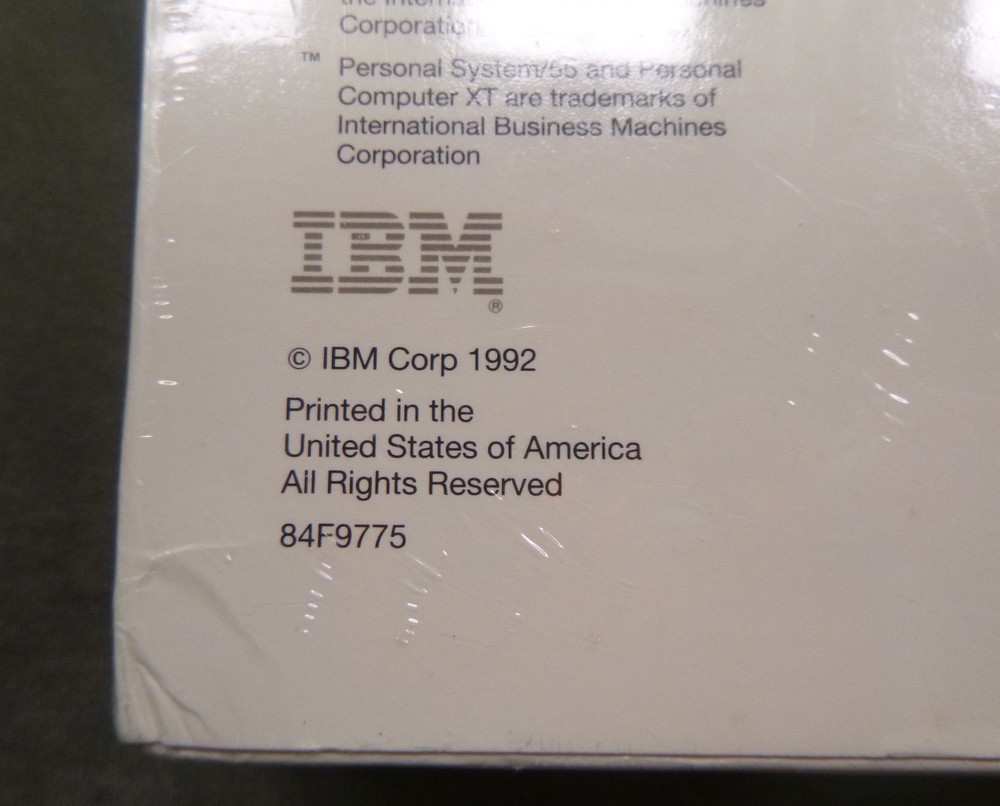 Corporation
™ Personal System/55 and Personal
Computer XT are trademarks of
International Business Machines
Corporation
IBM®
© IBM Corp 1992
Printed in the
United States of America
All Rights Reserved
84F9775